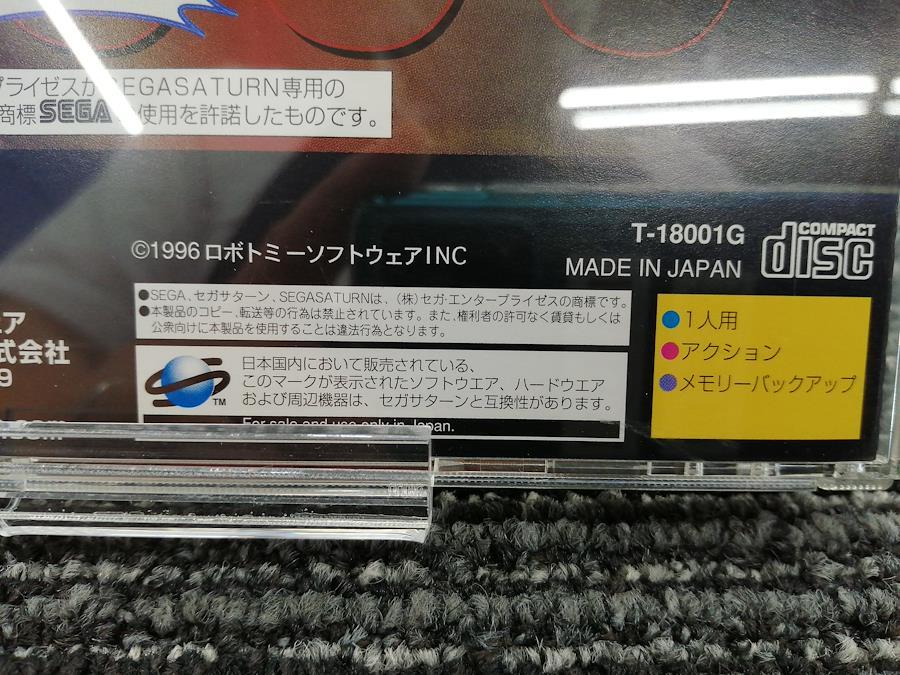 プライゼスが SEGASATURN専用の
商標SEGA 使用を許諾したものです。
T-18001G
COMPACT
disc
©1996 ロボトミーソフトウェアINC
MADE IN JAPAN
●SEGA、セガサターン、SEGASATURNは、(株)セガ・エンタープライゼスの商標です。
●本製品のコピー、転送等の行為は禁止されています。また、権利者の許可なく賃貸もしくは
公衆向けに本製品を使用することは違法行為となります。
ェア
式会社
9
日本国内において販売されている、
このマークが表示されたソフトウエア、ハードウエア
および周辺機器は、セガサターンと互換性があります。
TM
For sale and use only in Japan.
●1人用
●アクション
●メモリーバックアップ